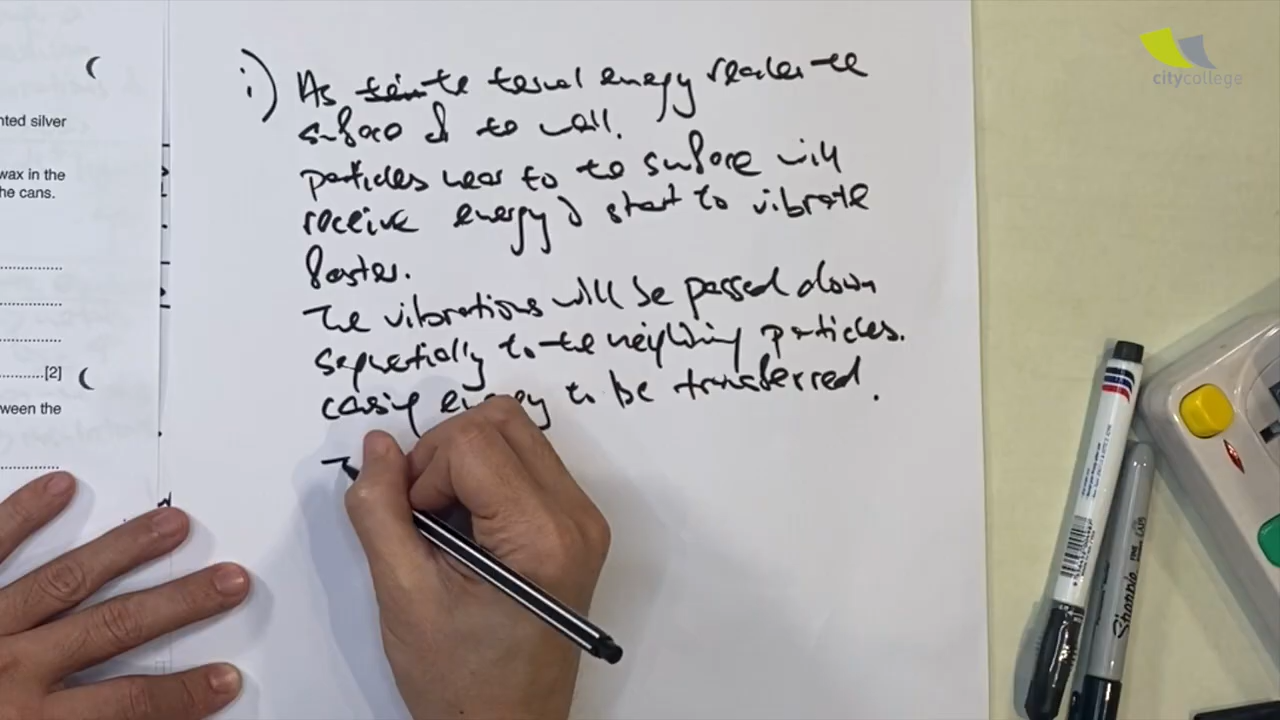 citycollege
nted silver
wax in the
he cans.
[2]
ween the
i) As the energy reaches the
surface of the wall.
particles near to the surface will
receive energy & start to vibrate
faster.
The vibrations will be passed down
sequentially to the neighboring particles.
causing energy to be transferred.
Sharpie
FINE